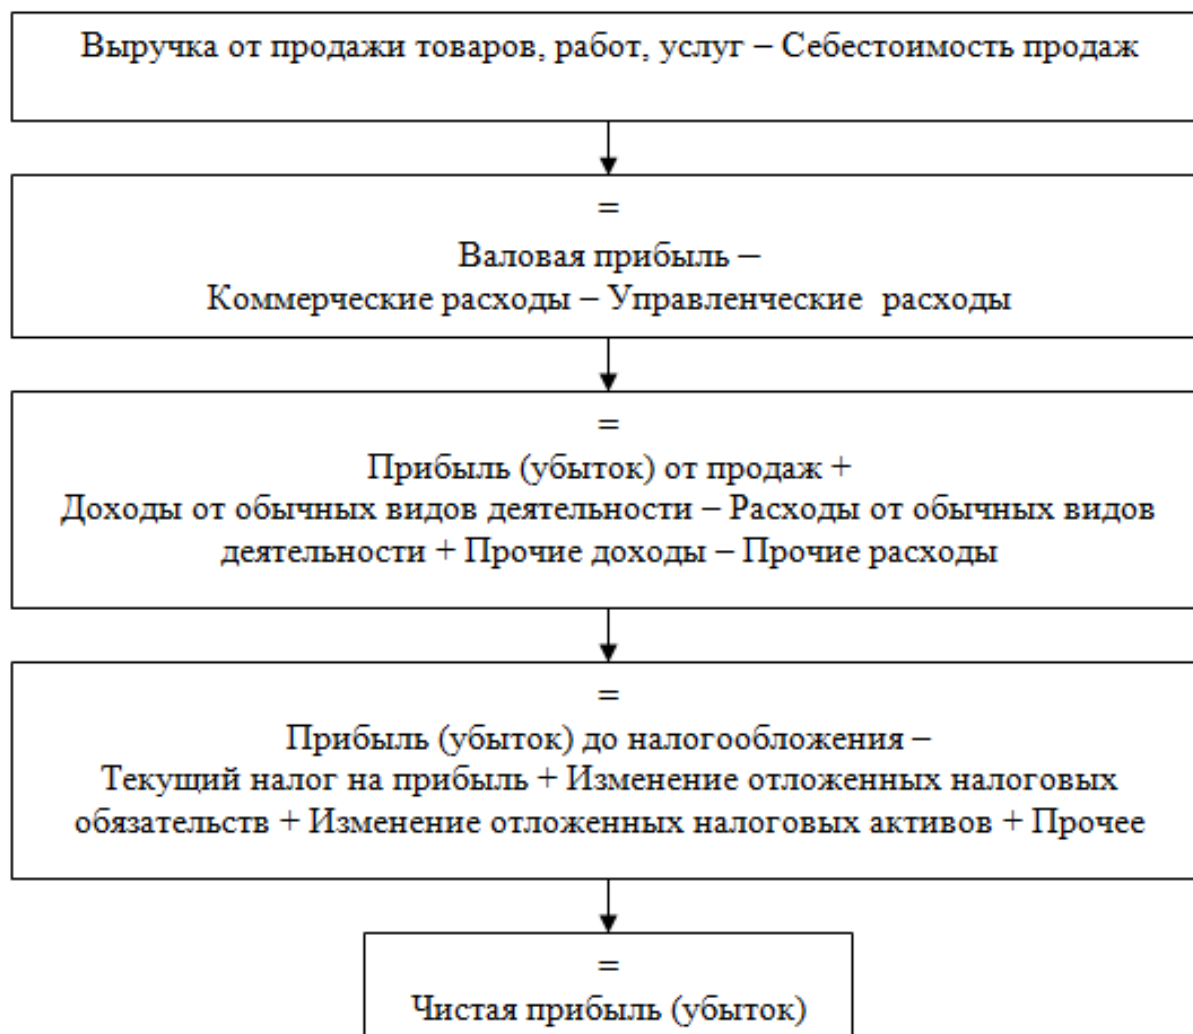 Выручка от продажи товаров, работ, услуг – Себестоимость продаж
=
Валовая прибыль –
Коммерческие расходы – Управленческие расходы
=
Прибыль (убыток) от продаж +
Доходы от обычных видов деятельности – Расходы от обычных видов
деятельности + Прочие доходы – Прочие расходы
=
Прибыль (убыток) до налогообложения –
Текущий налог на прибыль + Изменение отложенных налоговых
обязательств + Изменение отложенных налоговых активов + Прочее
=
Чистая прибыль (убыток)